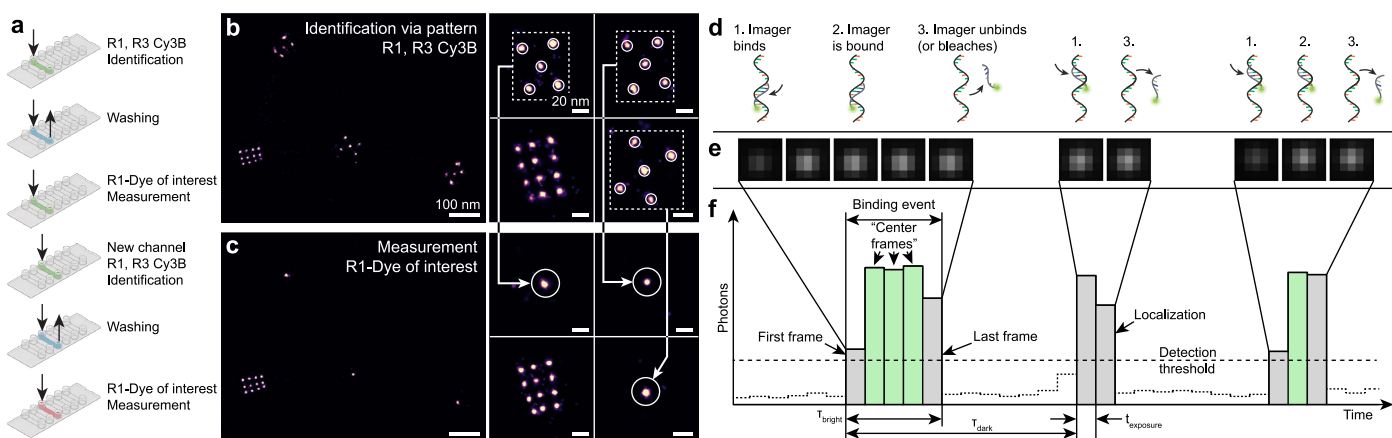 a
R1, R3 Cy3B
Identification
Washing
R1-Dye of interest
Measurement
New channel
R1, R3 Cy3B
Identification
Washing
R1-Dye of interest
Measurement
b
Identification via pattern
R1, R3 Cy3B
100 nm
20 nm
c
Measurement
R1-Dye of interest
d
1. Imager
binds
2. Imager
is bound
3. Imager unbinds
(or bleaches)
1.
3.
1.
2.
3.
e
f
Photons
Binding event
"Center
frames"
First frame
Last frame
Localization
Detection
threshold
τbright
τdark
texposure
Time